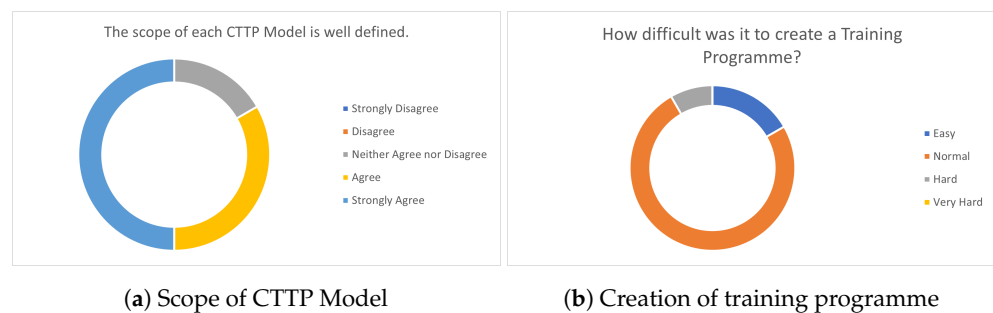 The scope of each CTTP Model is well defined.
Strongly Disagree
Disagree
Neither Agree nor Disagree
Agree
Strongly Agree
(a) Scope of CTTP Model
How difficult was it to create a Training
Programme?
Easy
Normal
Hard
Very Hard
(b) Creation of training programme